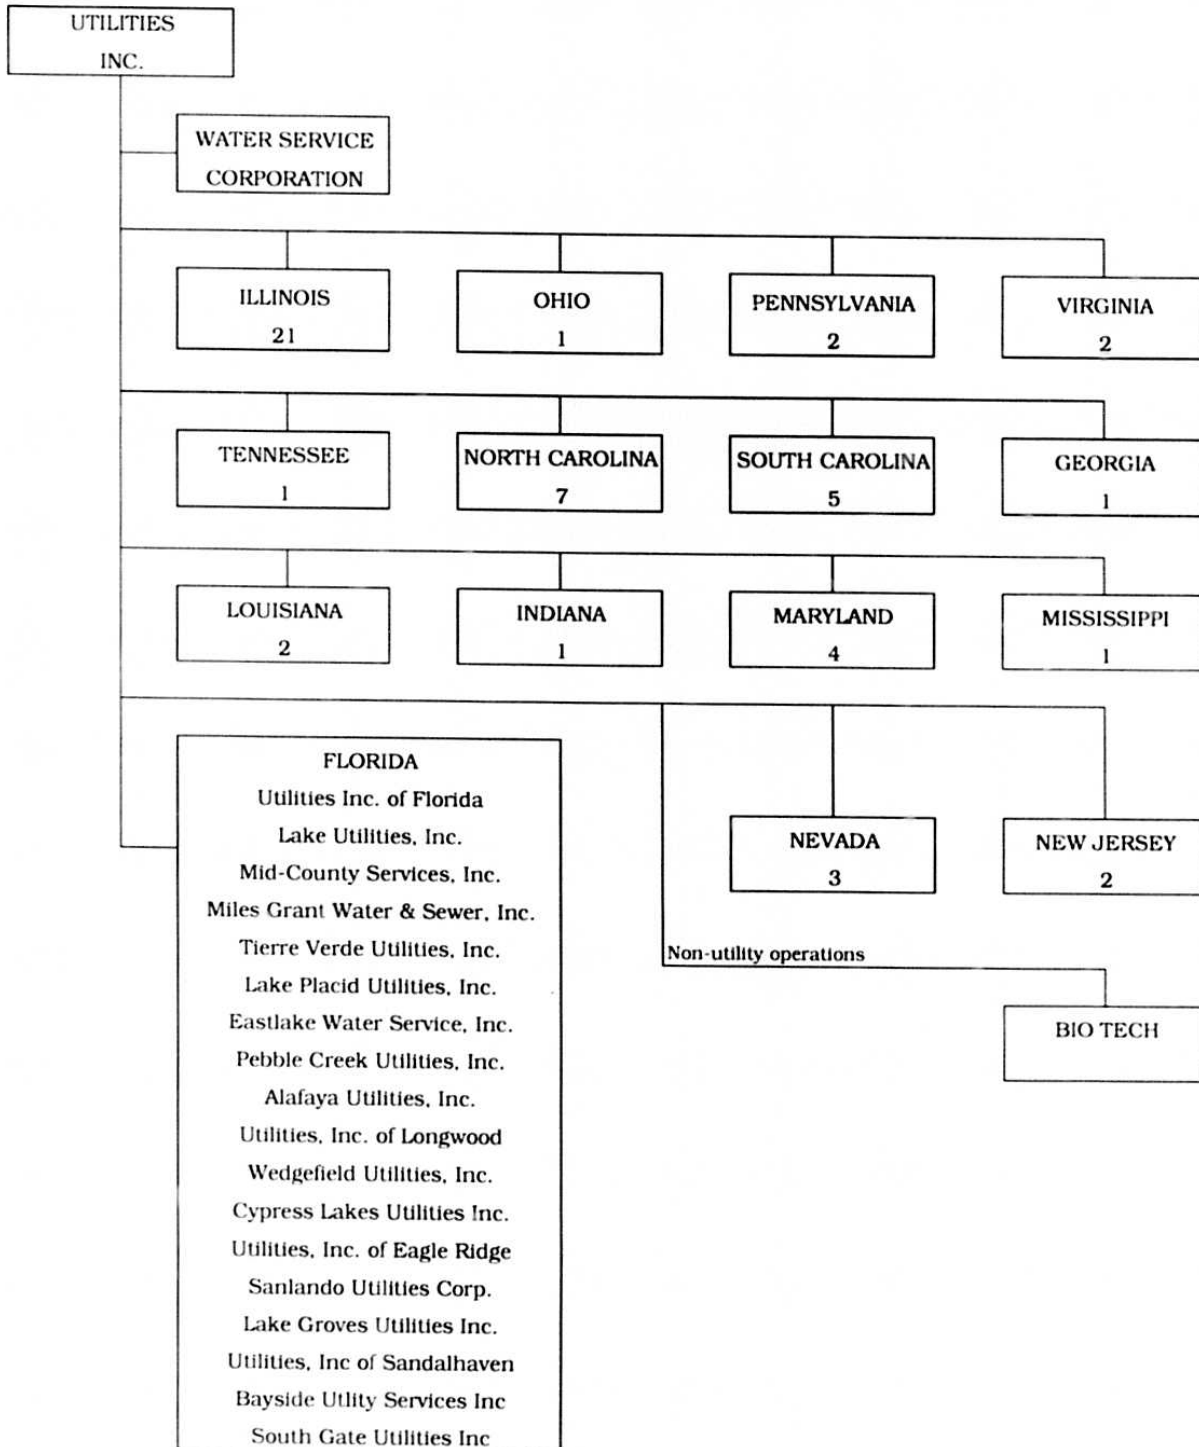 UTILITIES
INC.
WATER SERVICE
CORPORATION
ILLINOIS
21
OHIO
1
PENNSYLVANIA
2
VIRGINIA
2
TENNESSEE
1
NORTH CAROLINA
7
SOUTH CAROLINA
5
GEORGIA
1
LOUISIANA
2
INDIANA
1
MARYLAND
4
MISSISSIPPI
1
FLORIDA
Utilities Inc. of Florida
Lake Utilities, Inc.
Mid-County Services, Inc.
Miles Grant Water & Sewer, Inc.
Tierre Verde Utilities, Inc.
Lake Placid Utilities, Inc.
Eastlake Water Service, Inc.
Pebble Creek Utilities, Inc.
Alafaya Utilities, Inc.
Utilities, Inc. of Longwood
Wedgefield Utilities, Inc.
Cypress Lakes Utilities Inc.
Utilities, Inc. of Eagle Ridge
Sanlando Utilities Corp.
Lake Groves Utilities Inc.
Utilities, Inc of Sandalhaven
Bayside Utlity Services Inc
South Gate Utilities Inc
NEVADA
3
NEW JERSEY
2
Non-utility operations
BIO TECH